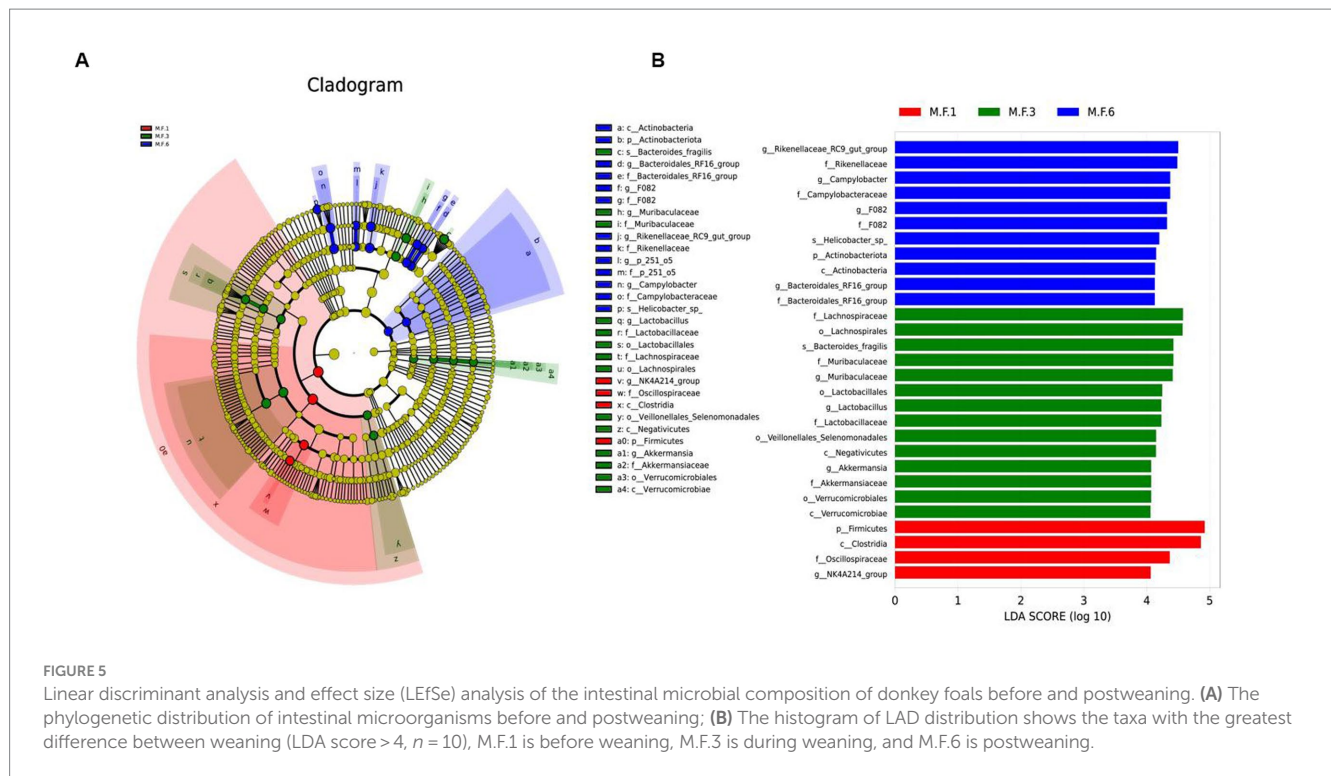 A
B
Cladogram
M.F.1
M.F.3
M.F.6
o
n
m
l
k
j
i
h
g
f
e
d
b
a
s
r
q
a1
a2
a3
a4
t
u
a0
x
v
w
y
z
a: c__Actinobacteria
b: p__Actinobacteriota
c: s__Bacteroides_fragilis
d: g__Bacteroidales_RF16_group
e: f__Bacteroidales_RF16_group
f: g__F082
g: f__F082
h: g__Muribaculaceae
i: f__Muribaculaceae
j: g__Rikenellaceae_RC9_gut_group
k: f__Rikenellaceae
l: g__p_251_o5
m: f__p_251_o5
n: g__Campylobacter
o: f__Campylobacteraceae
p: s__Helicobacter_sp_
q: g__Lactobacillus
r: f__Lactobacillaceae
s: o__Lactobacillales
t: f__Lachnospiraceae
u: o__Lachnospirales
v: g__NK4A214_group
w: f__Oscillospiraceae
x: c__Clostridia
y: o__Veillonellales_Selenomonadales
z: c__Negativicutes
a0: p__Firmicutes
a1: g__Akkermansia
a2: f__Akkermansiaceae
a3: o__Verrucomicrobiales
a4: c__Verrucomicrobiae
M.F.1 M.F.3 M.F.6
g__Rikenellaceae_RC9_gut_group
f__Rikenellaceae
g__Campylobacter
f__Campylobacteraceae
g__F082
f__F082
s__Helicobacter_sp_
p__Actinobacteriota
c__Actinobacteria
g__Bacteroidales_RF16_group
f__Bacteroidales_RF16_group
f__Lachnospiraceae
o__Lachnospirales
s__Bacteroides_fragilis
f__Muribaculaceae
g__Muribaculaceae
o__Lactobacillales
g__Lactobacillus
f__Lactobacillaceae
o__Veillonellales_Selenomonadales
c__Negativicutes
g__Akkermansia
f__Akkermansiaceae
o__Verrucomicrobiales
c__Verrucomicrobiae
p__Firmicutes
c__Clostridia
f__Oscillospiraceae
g__NK4A214_group
0 1 2 3 4 5
LDA SCORE (log 10)
FIGURE 5
Linear discriminant analysis and effect size (LEfSe) analysis of the intestinal microbial composition of donkey foals before and postweaning. (A) The
phylogenetic distribution of intestinal microorganisms before and postweaning; (B) The histogram of LAD distribution shows the taxa with the greatest
difference between weaning (LDA score > 4, n = 10), M.F.1 is before weaning, M.F.3 is during weaning, and M.F.6 is postweaning.